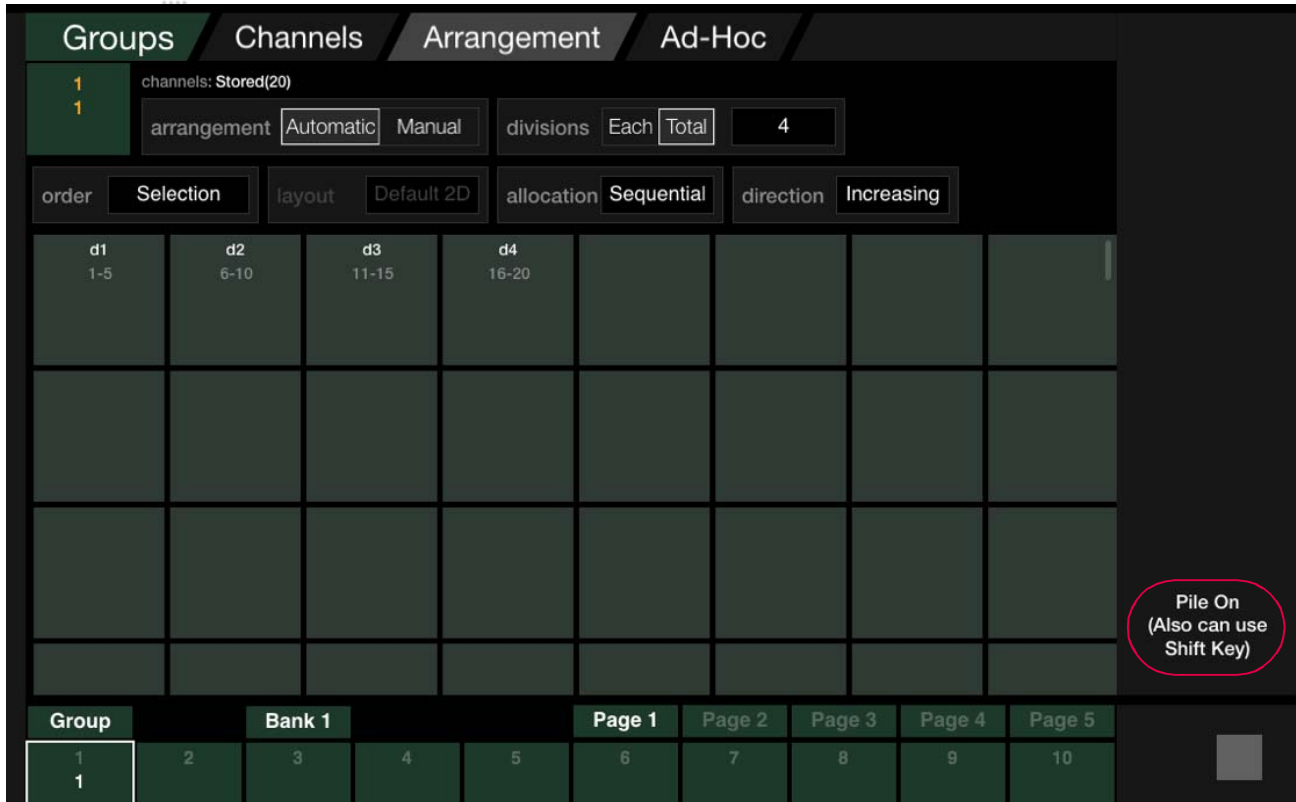 Groups Channels Arrangement Ad-Hoc
1 channels: Stored(20)
1
arrangement Automatic Manual divisions Each Total 4
order Selection layout Default 2D allocation Sequential direction Increasing
d1 d2 d3 d4
1-5 6-10 11-15 16-20
Pile On
(Also can use
Shift Key)
Group Bank 1 Page 1 Page 2 Page 3 Page 4 Page 5
1 2 3 4 5 6 7 8 9 10
1